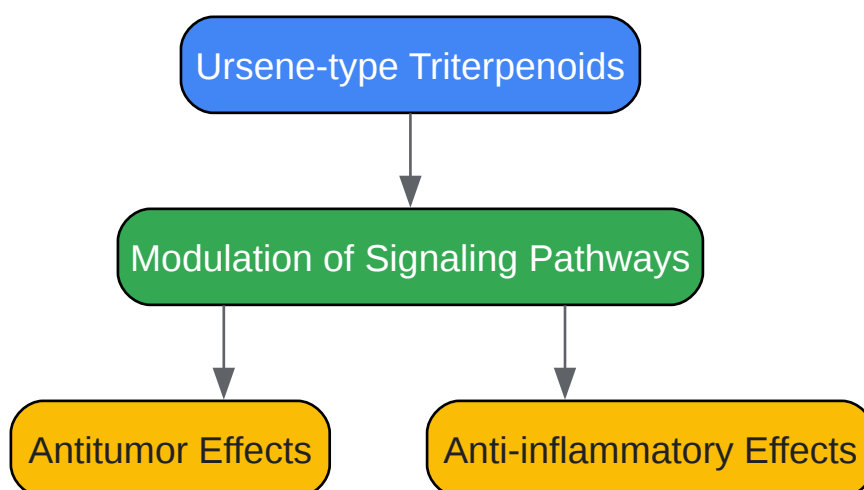 Ursene-type Triterpenoids
Modulation of Signaling Pathways
Antitumor Effects
Anti-inflammatory Effects